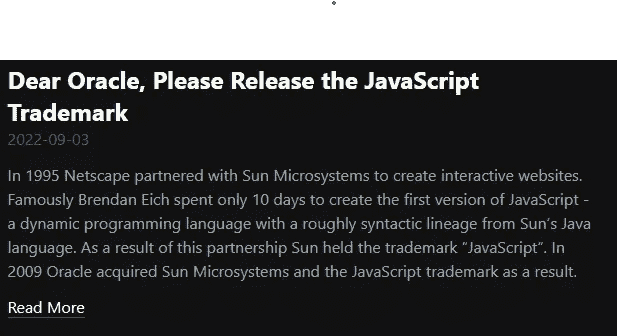 Dear Oracle, Please Release the JavaScript
Trademark
2022-09-03
In 1995 Netscape partnered with Sun Microsystems to create interactive websites.
Famously Brendan Eich spent only 10 days to create the first version of JavaScript -
a dynamic programming language with a roughly syntactic lineage from Sun's Java
language. As a result of this partnership Sun held the trademark "JavaScript". In
2009 Oracle acquired Sun Microsystems and the JavaScript trademark as a result.
Read More